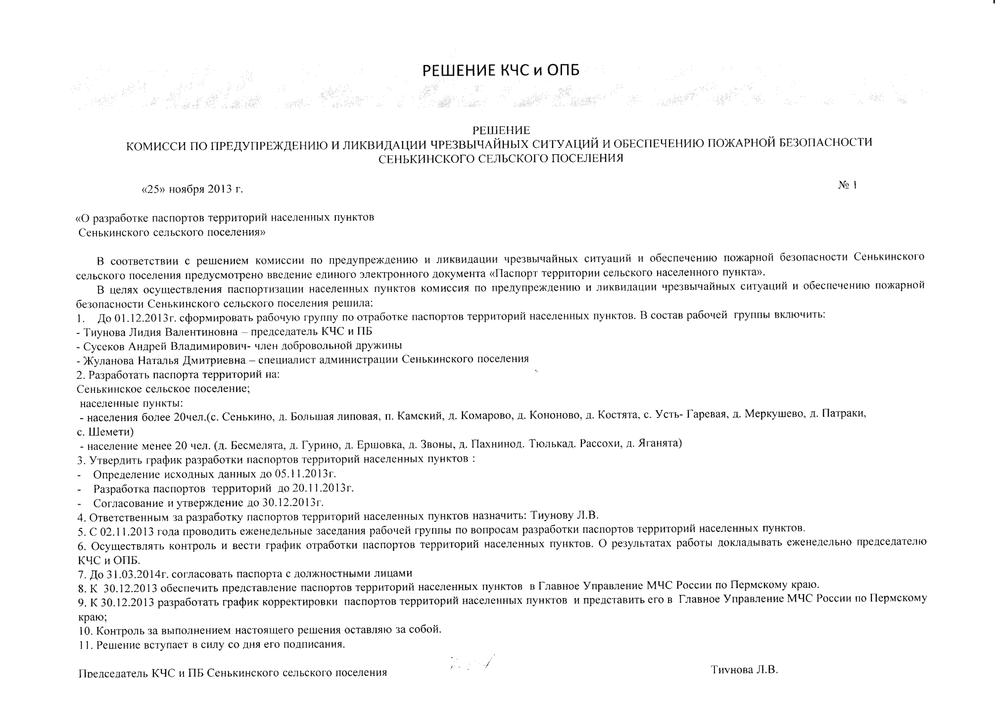 РЕШЕНИЕ КЧС и ОПБ
РЕШЕНИЕ
КОМИССИ ПО ПРЕДУПРЕЖДЕНИЮ И ЛИКВИДАЦИИ ЧРЕЗВЫЧАЙНЫХ СИТУАЦИЙ И ОБЕСПЕЧЕНИЮ ПОЖАРНОЙ БЕЗОПАСНОСТИ
СЕНЬКИНСКОГО СЕЛЬСКОГО ПОСЕЛЕНИЯ
«25» ноября 2013 г. № 1
«О разработке паспортов территорий населенных пунктов
Сенькинского сельского поселения»
В соответствии с решением комиссии по предупреждению и ликвидации чрезвычайных ситуаций и обеспечению пожарной безопасности Сенькинского
сельского поселения предусмотрено введение единого электронного документа «Паспорт территории сельского населенного пункта».
В целях осуществления паспортизации населенных пунктов комиссия по предупреждению и ликвидации чрезвычайных ситуаций и обеспечению пожарной
безопасности Сенькинского сельского поселения решила:
1. До 01.12.2013г. сформировать рабочую группу по отработке паспортов территорий населенных пунктов. В состав рабочей группы включить:
- Тиунова Лидия Валентиновна – председатель КЧС и ПБ
- Сусеков Андрей Владимирович- член добровольной дружины
- Жуланова Наталья Дмитриевна – специалист администрации Сенькинского поселения
2. Разработать паспорта территорий на:
Сенькинское сельское поселение;
населенные пункты:
- населения более 20чел.(с. Сенькино, д. Большая липовая, п. Камский, д. Комарово, д. Кононово, д. Костята, с. Усть- Гаревая, д. Меркушево, д. Патраки,
с. Шемети)
- население менее 20 чел. (д. Бесмелята, д. Гурино, д. Ершовка, д. Звоны, д. Пахнинод. Тюлькад. Рассохи, д. Яганята)
3. Утвердить график разработки паспортов территорий населенных пунктов :
- Определение исходных данных до 05.11.2013г.
- Разработка паспортов территорий до 20.11.2013г.
- Согласование и утверждение до 30.12.2013г.
4. Ответственным за разработку паспортов территорий населенных пунктов назначить: Тиунову Л.В.
5. С 02.11.2013 года проводить еженедельные заседания рабочей группы по вопросам разработки паспортов территорий населенных пунктов.
6. Осуществлять контроль и вести график отработки паспортов территорий населенных пунктов. О результатах работы докладывать еженедельно председателю
КЧС и ОПБ.
7. До 31.03.2014г. согласовать паспорта с должностными лицами
8. К 30.12.2013 обеспечить представление паспортов территорий населенных пунктов в Главное Управление МЧС России по Пермскому краю.
9. К 30.12.2013 разработать график корректировки паспортов территорий населенных пунктов и представить его в Главное Управление МЧС России по Пермскому
краю;
10. Контроль за выполнением настоящего решения оставляю за собой.
11. Решение вступает в силу со дня его подписания.
Председатель КЧС и ПБ Сенькинского сельского поселения Тиунова Л.В.